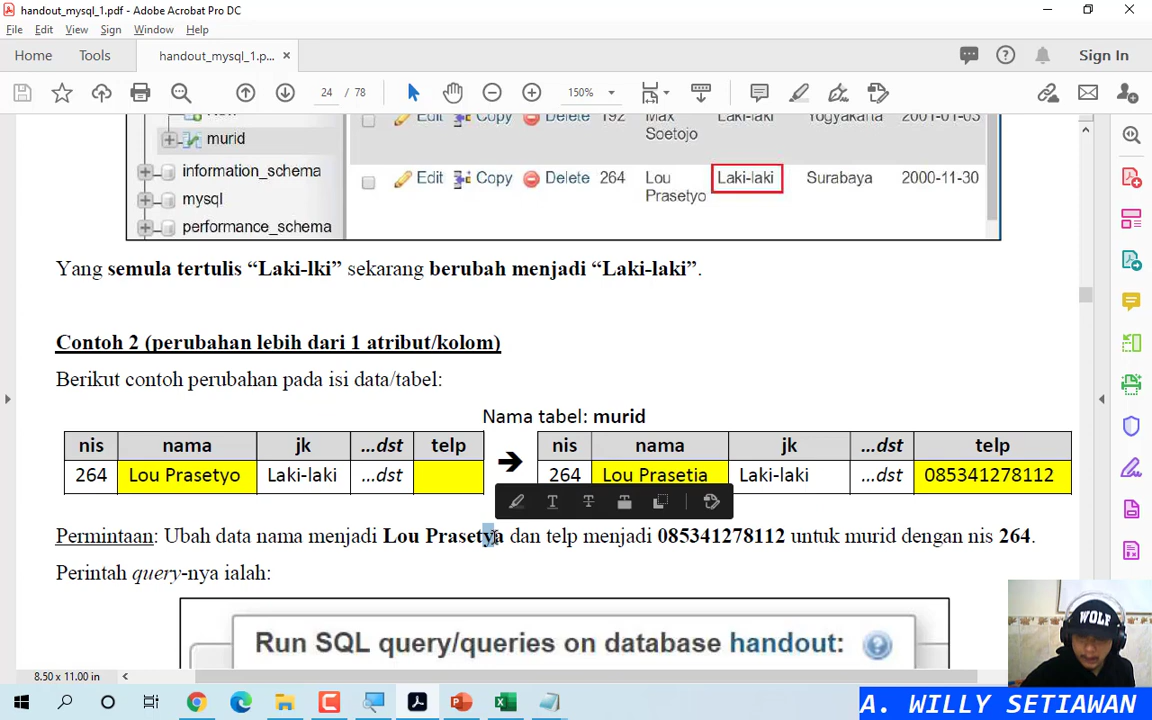 handout_mysql_1.pdf - Adobe Acrobat Pro DC
File Edit View Sign Window Help
Home Tools handout_mysql_1.p... × Sign In
24 / 78 150%
murid
information_schema
mysql
performance_schema
Edit Copy Delete 192 Max Soetojo Laki-laki Yogyakarta 2001-01-03
Edit Copy Delete 264 Lou Prasetyo Laki-laki Surabaya 2000-11-30
Yang semula tertulis “Laki-lki” sekarang berubah menjadi “Laki-laki”.
Contoh 2 (perubahan lebih dari 1 atribut/kolom)
Berikut contoh perubahan pada isi data/tabel:
Nama tabel: murid
nis nama jk ...dst telp ➔ nis nama jk ...dst telp
264 Lou Prasetyo Laki-laki ...dst 264 Lou Prasetia Laki-laki ...dst 085341278112
Permintaan: Ubah data nama menjadi Lou Prasetya dan telp menjadi 085341278112 untuk murid dengan nis 264.
Perintah query-nya ialah:
Run SQL query/queries on database handout:
8.50 x 11.00 in
WOLF
A. WILLY SETIAWAN